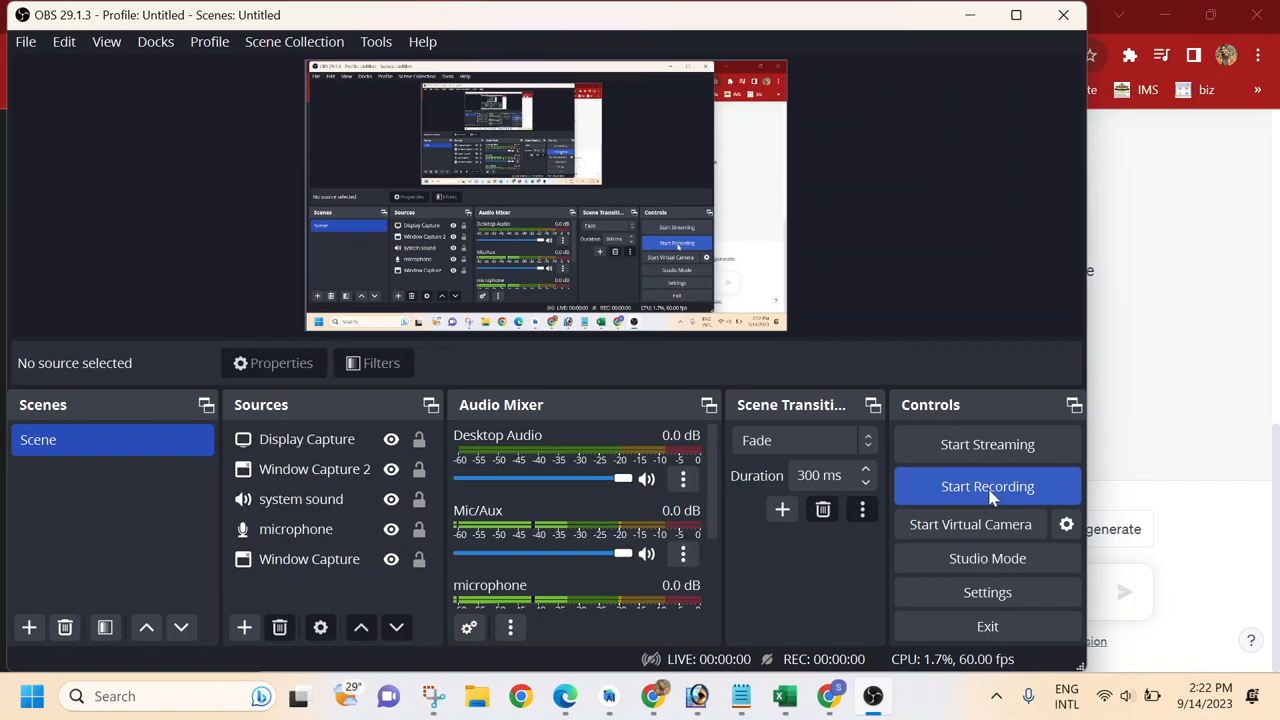 OBS 29.1.3 - Profile: Untitled - Scenes: Untitled
File Edit View Docks Profile Scene Collection Tools Help
te IMS biz »
No source selected
Properties Filters
Scenes
Scene
Sources
Display Capture
Window Capture 2
system sound
microphone
Window Capture
Audio Mixer
Desktop Audio 0.0 dB
-60 -55 -50 -45 -40 -35 -30 -25 -20 -15 -10 -5 0
Mic/Aux 0.0 dB
-60 -55 -50 -45 -40 -35 -30 -25 -20 -15 -10 -5 0
microphone 0.0 dB
Scene Transiti...
Fade
Duration 300 ms
Controls
Start Streaming
Start Recording
Start Virtual Camera
Studio Mode
Settings
Exit
e
generate
sion
?
LIVE: 00:00:00 REC: 00:00:00 CPU: 1.7%, 60.00 fps
Search
29°
S
ENG
INTL
2:22 PM
9/14/2023